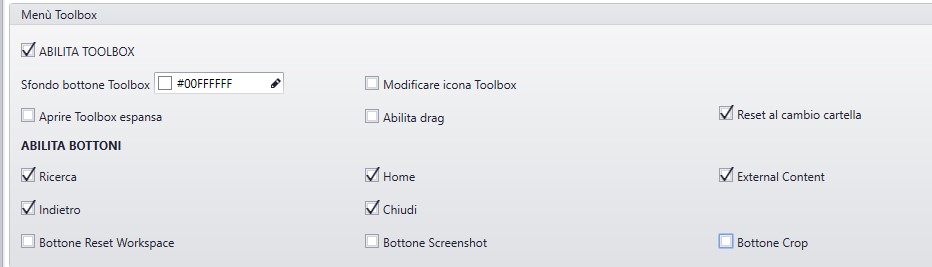 Menù Toolbox
ABILITA TOOLBOX
Sfondo bottone Toolbox #00FFFFFF Modificare icona Toolbox
Aprire Toolbox espansa Abilita drag Reset al cambio cartella
ABILITA BOTTONI
Ricerca Home External Content
Indietro Chiudi
Bottone Reset Workspace Bottone Screenshot Bottone Crop